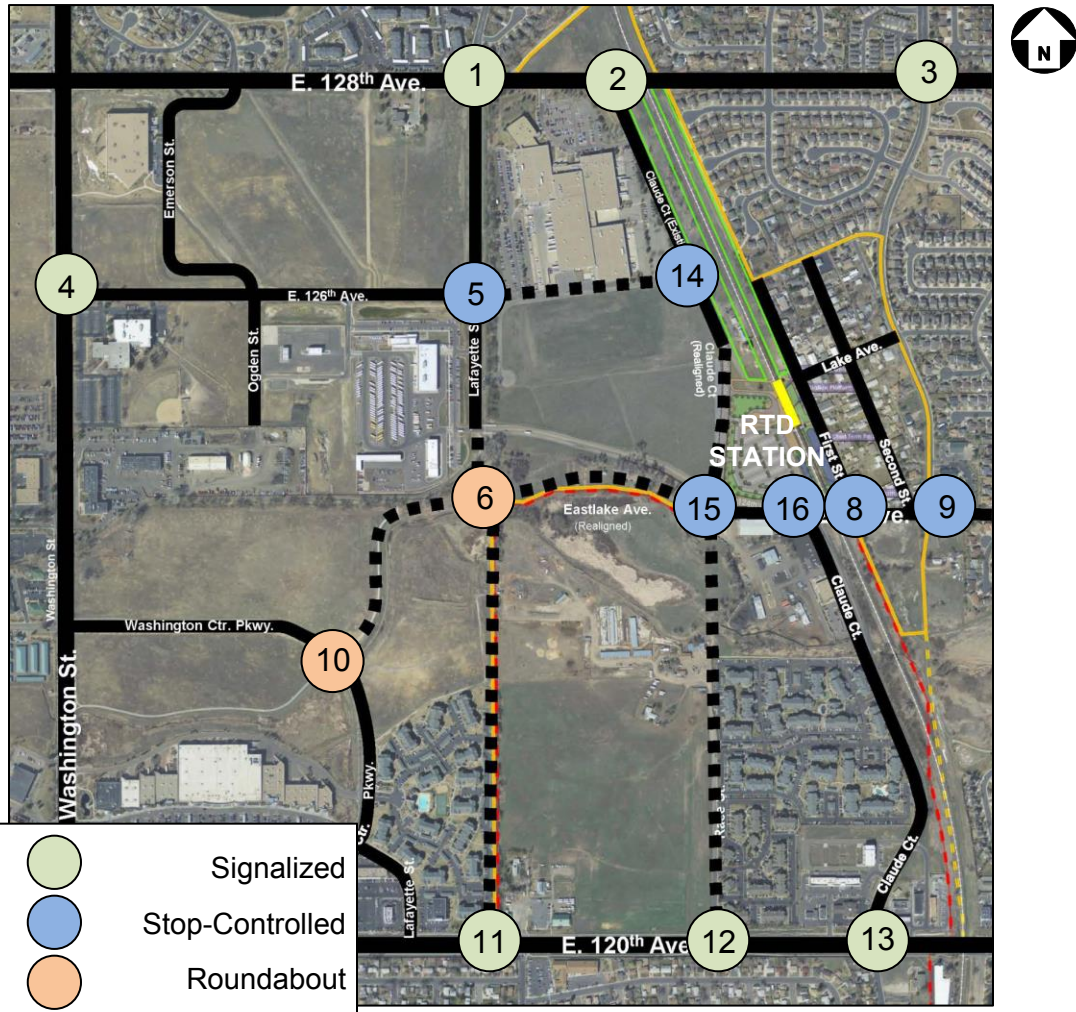 N
1
2
3
E. 128th Ave.
Emerson St.
Claude Ct (Existi
4
5
14
E. 126th Ave.
Ogden St.
Lafayette S
Claude Ct
(Realigned)
Lake Ave.
RTD
STATION
First St.
Second St.
6
15
16
8
ve.
9
Eastlake Ave.
(Realigned)
Washington St.
Washington Ctr. Pkwy.
10
Claude Ct.
Washington St.
Pkwy.
Ctr.
Lafayette St.
Claude Ct.
11
E. 120th Ave
12
13
Signalized
Stop-Controlled
Roundabout